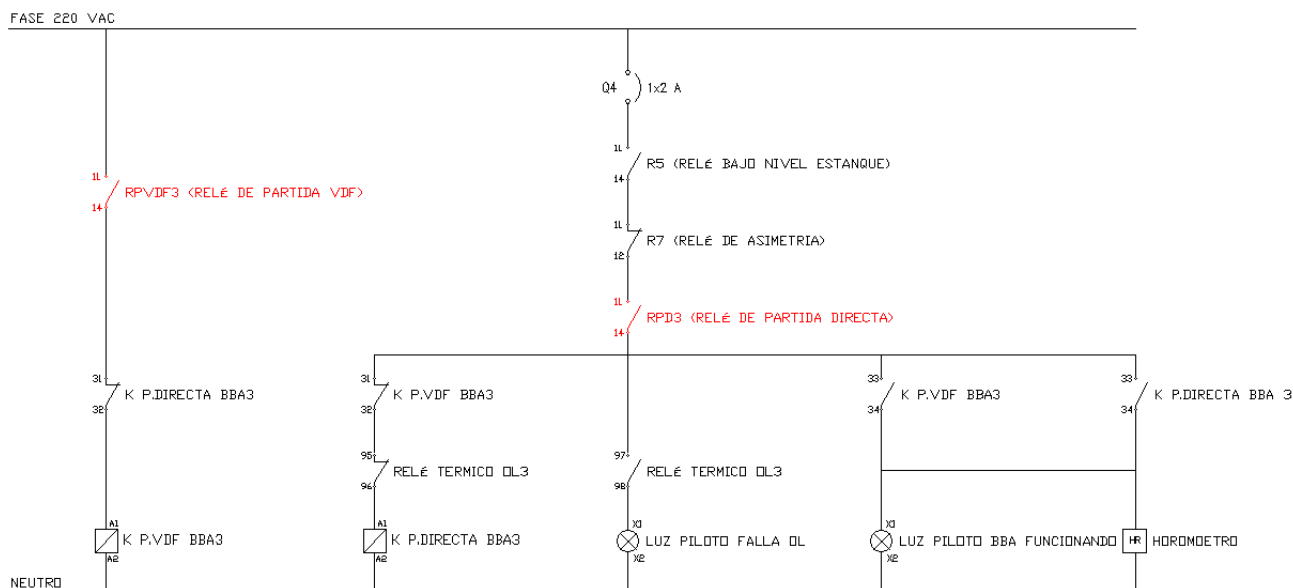 FASE 220 VAC
Q4 1x2 A
11
R5 (RELé BAJO NIVEL ESTANQUE)
14
11
RPVDF3 (RELé DE PARTIDA VDF)
14
11
R7 (RELé DE ASIMETRIA)
12
11
RPD3 (RELé DE PARTIDA DIRECTA)
14
31 31 33 33
K P.DIRECTA BBA3 K P.VDF BBA3 K P.VDF BBA3 K P.DIRECTA BBA 3
32 32 34 34
95 97
RELé TERMICO OL3 RELé TERMICO OL3
96 98
A1 A1 X1 X1
K P.VDF BBA3 K P.DIRECTA BBA3 LUZ PILOTO FALLA OL LUZ PILOTO BBA FUNCIONANDO HR HOROMOETRO
A2 A2 X2 X2
NEUTRO